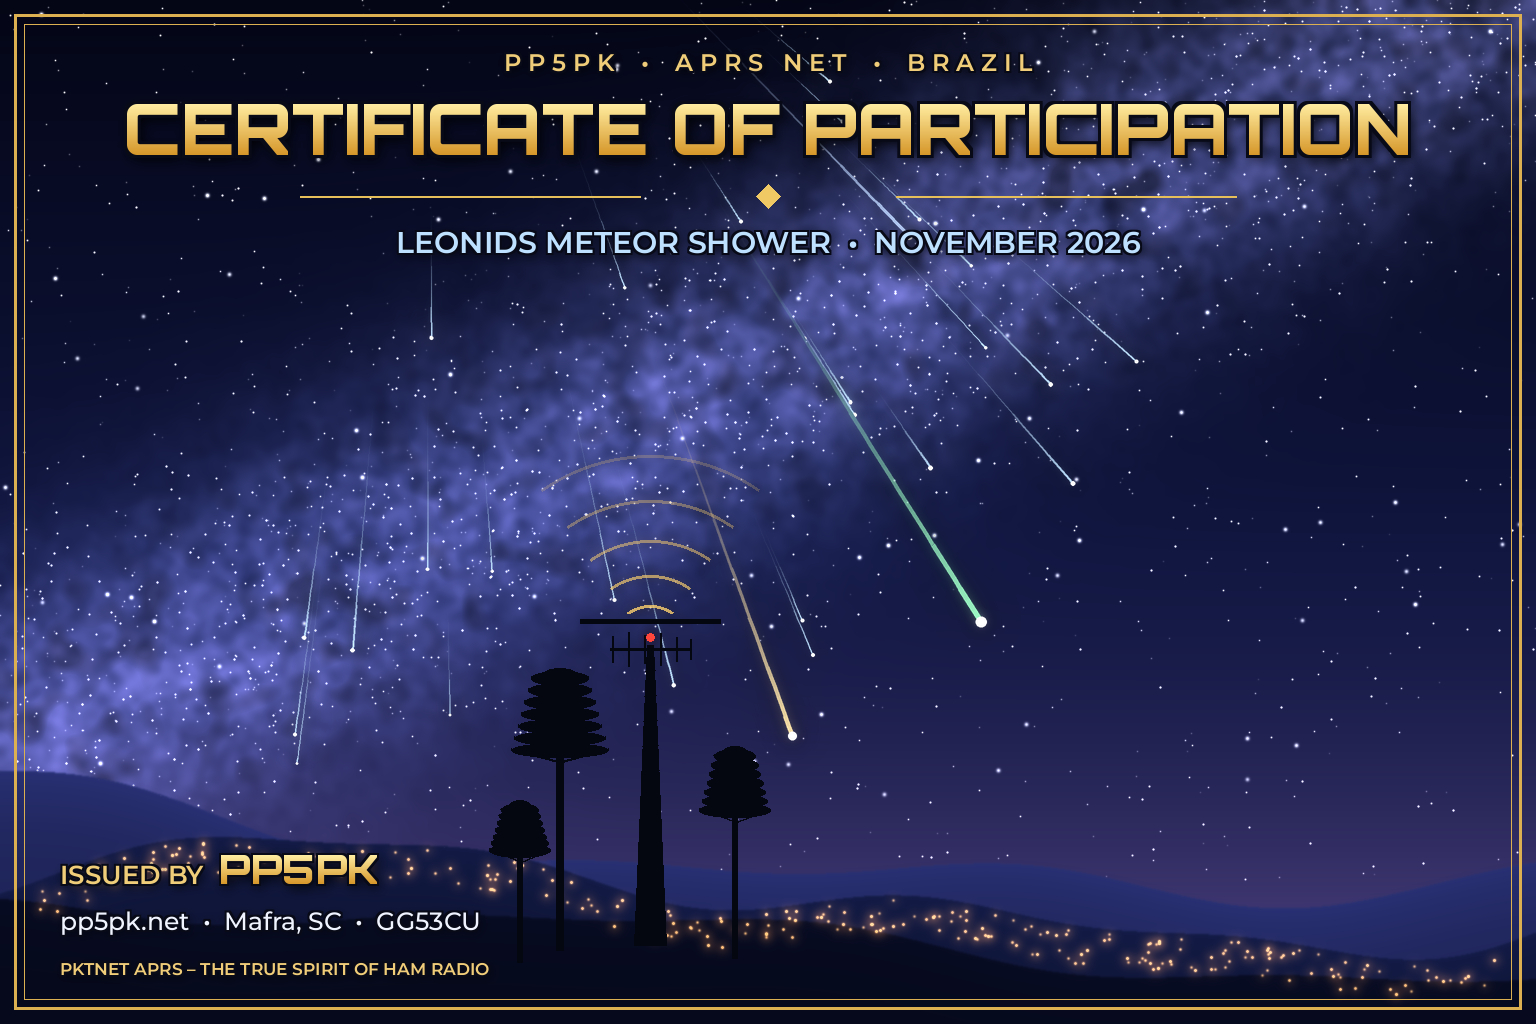 PP5PK • APRS NET • BRAZIL
CERTIFICATE OF PARTICIPATION
LEONIDS METEOR SHOWER • NOVEMBER 2026
ISSUED BY PP5PK
pp5pk.net • Mafra, SC • GG53CU
PKTNET APRS – THE TRUE SPIRIT OF HAM RADIO